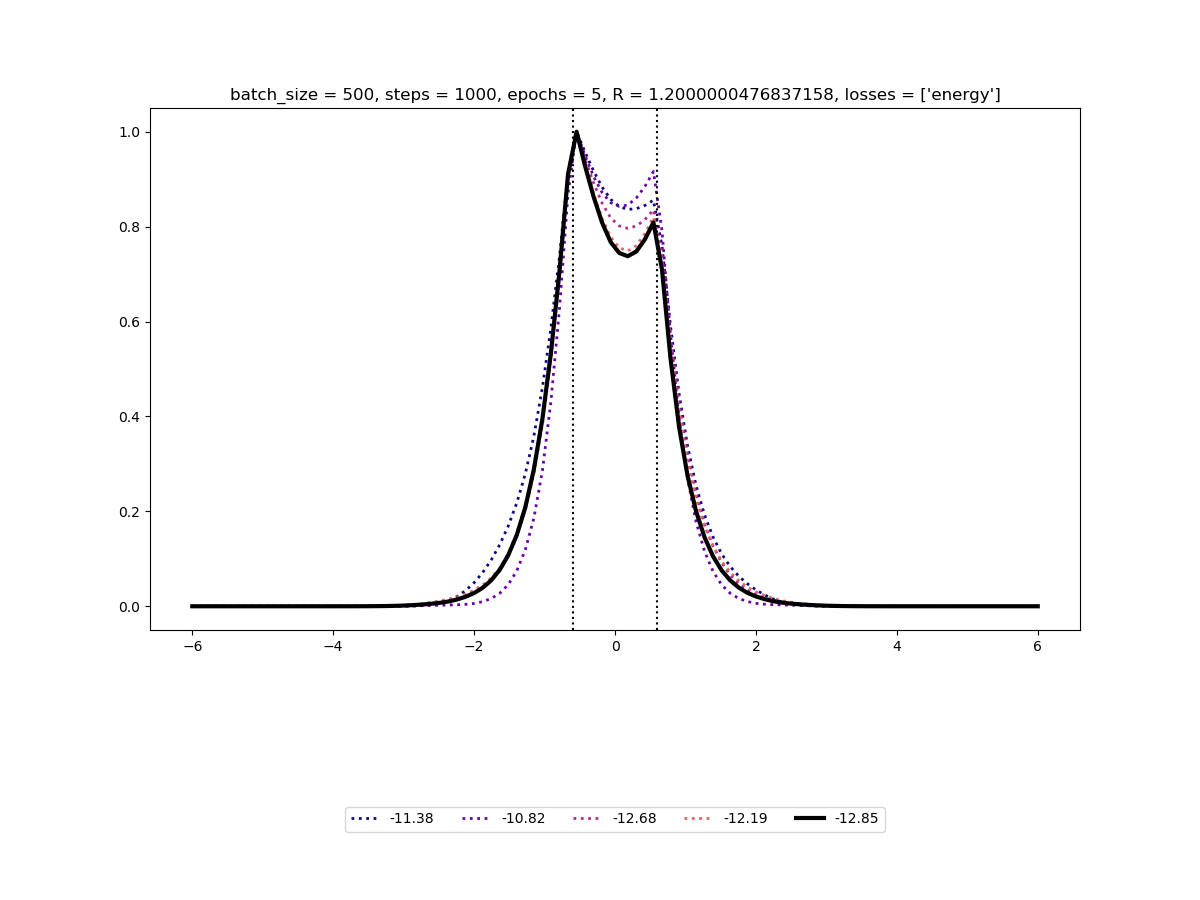 batch_size = 500, steps = 1000, epochs = 5, R = 1.2000000476837158, losses = ['energy']
1.0
0.8
0.6
0.4
0.2
0.0
−6 −4 −2 0 2 4 6
-11.38 -10.82 -12.68 -12.19 -12.85